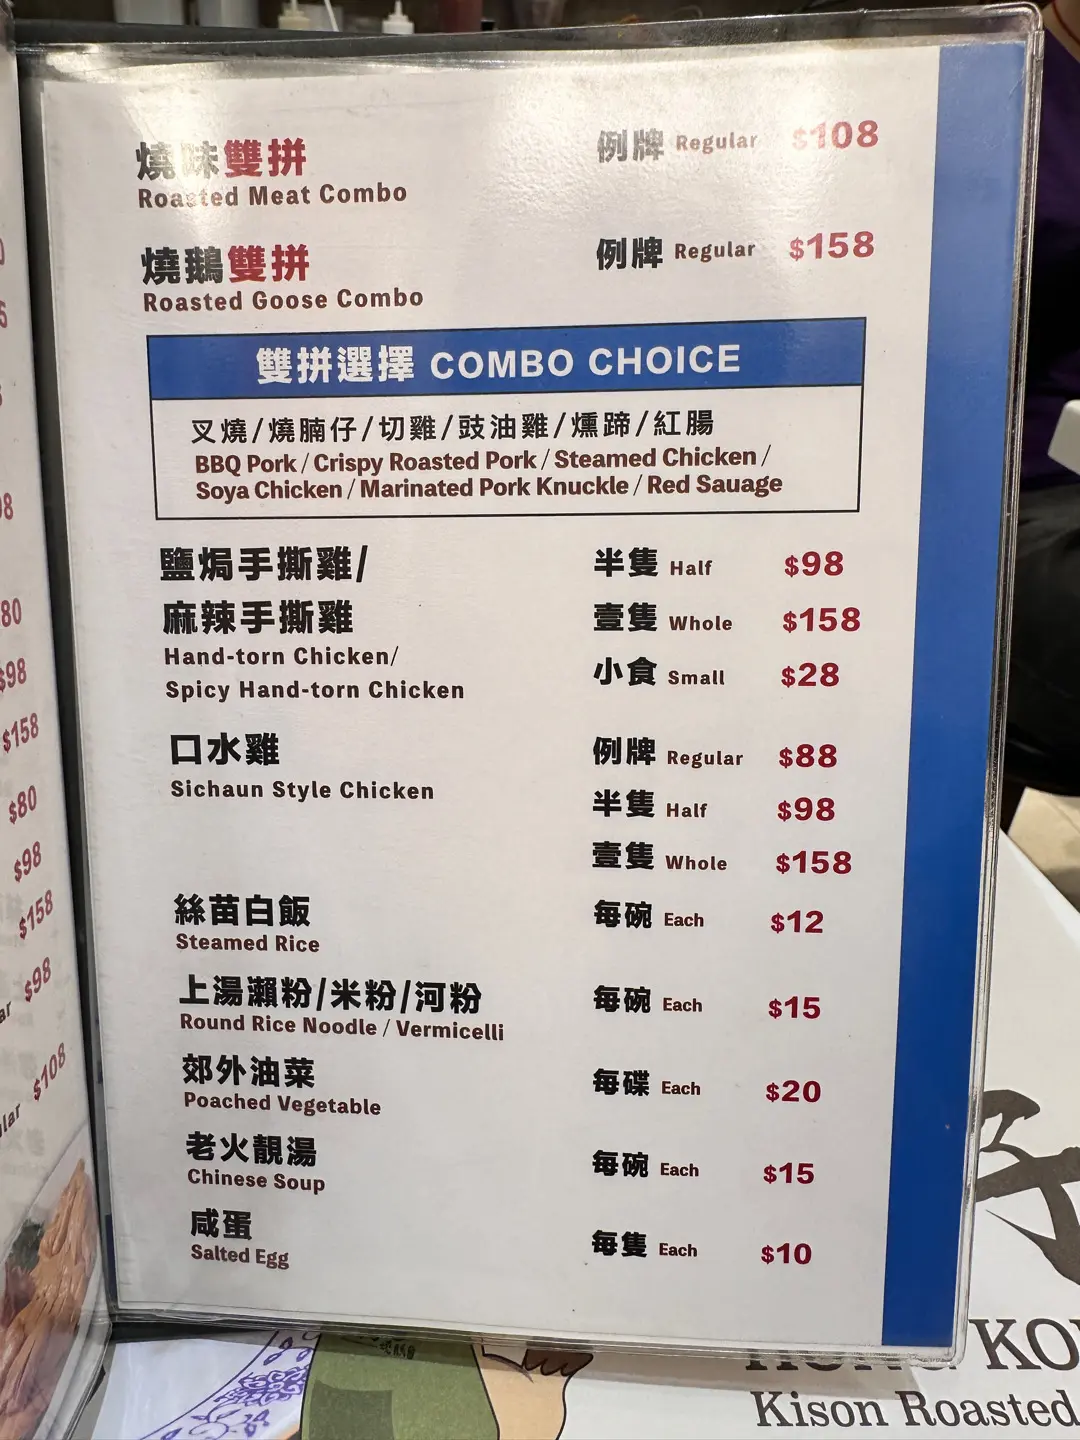 燒味雙拼 例牌 Regular $108
Roasted Meat Combo
燒鵝雙拼 例牌 Regular $158
Roasted Goose Combo
雙拼選擇 COMBO CHOICE
叉燒/燒腩仔/切雞/豉油雞/燻蹄/紅腸
BBQ Pork / Crispy Roasted Pork / Steamed Chicken /
Soya Chicken / Marinated Pork Knuckle / Red Sauage
鹽焗手撕雞/ 半隻 Half $98
麻辣手撕雞 壹隻 Whole $158
Hand-torn Chicken/
Spicy Hand-torn Chicken 小食 Small $28
口水雞 例牌 Regular $88
Sichaun Style Chicken
半隻 Half $98
壹隻 Whole $158
絲苗白飯 每碗 Each $12
Steamed Rice
上湯瀨粉/米粉/河粉 每碗 Each $15
Round Rice Noodle / Vermicelli
郊外油菜 每碟 Each $20
Poached Vegetable
老火靚湯 每碗 Each $15
Chinese Soup
咸蛋 每隻 Each $10
Salted Egg
$98
$158
$80
$98
$158
$98
$108
Kison Roasted